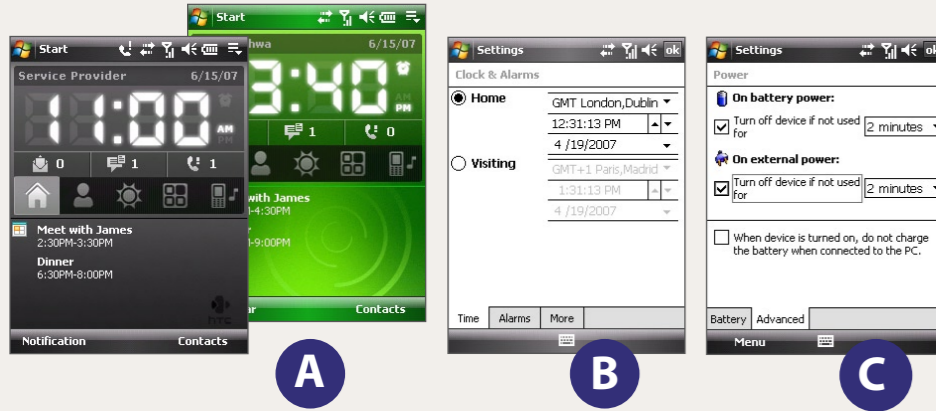 Start
hwa
6/15/07
3:40
PM
1
0
with James
-4:30PM
-9:00PM
ar
Contacts
Start
Service Provider
6/15/07
11:00
AM
0
1
1
Meet with James
2:30PM-3:30PM
Dinner
6:30PM-8:00PM
hTC
Notification
Contacts
A
Settings
ok
Clock & Alarms
Home
GMT London,Dublin
12:31:13 PM
4 /19/2007
Visiting
GMT+1 Paris,Madrid
1:31:13 PM
4 /19/2007
Time
Alarms
More
B
Settings
ok
Power
On battery power:
Turn off device if not used
for
2 minutes
On external power:
Turn off device if not used
for
2 minutes
When device is turned on, do not charge
the battery when connected to the PC.
Battery
Advanced
Menu
C